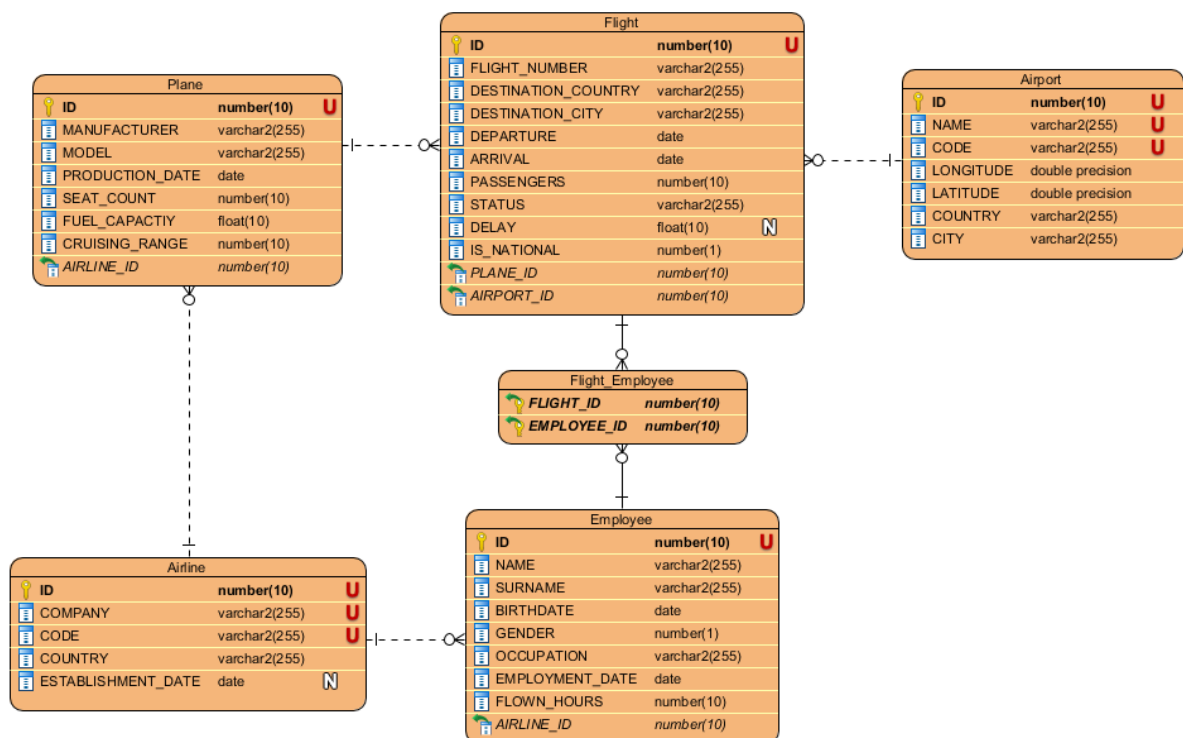 Flight
ID number(10) U
FLIGHT_NUMBER varchar2(255)
DESTINATION_COUNTRY varchar2(255)
DESTINATION_CITY varchar2(255)
DEPARTURE date
ARRIVAL date
PASSENGERS number(10)
STATUS varchar2(255)
DELAY float(10) N
IS_NATIONAL number(1)
PLANE_ID number(10)
AIRPORT_ID number(10)
Plane
ID number(10) U
MANUFACTURER varchar2(255)
MODEL varchar2(255)
PRODUCTION_DATE date
SEAT_COUNT number(10)
FUEL_CAPACTIY float(10)
CRUISING_RANGE number(10)
AIRLINE_ID number(10)
Airport
ID number(10) U
NAME varchar2(255) U
CODE varchar2(255) U
LONGITUDE double precision
LATITUDE double precision
COUNTRY varchar2(255)
CITY varchar2(255)
Flight_Employee
FLIGHT_ID number(10)
EMPLOYEE_ID number(10)
Employee
ID number(10) U
NAME varchar2(255)
SURNAME varchar2(255)
BIRTHDATE date
GENDER number(1)
OCCUPATION varchar2(255)
EMPLOYMENT_DATE date
FLOWN_HOURS number(10)
AIRLINE_ID number(10)
Airline
ID number(10) U
COMPANY varchar2(255) U
CODE varchar2(255) U
COUNTRY varchar2(255)
ESTABLISHMENT_DATE date N